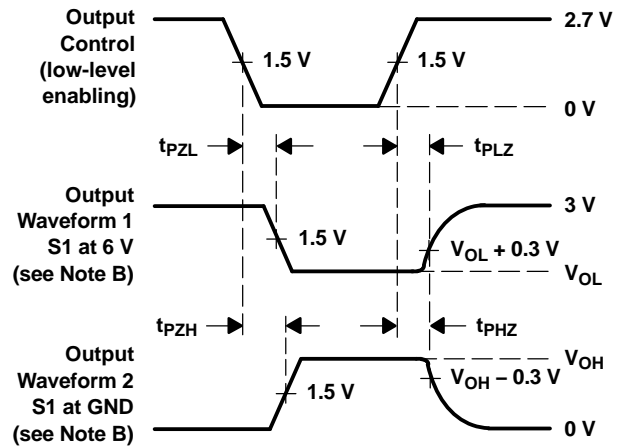 Output
Control
(low-level
enabling)
2.7 V
1.5 V
1.5 V
0 V
tPZL
tPLZ
Output
Waveform 1
S1 at 6 V
(see Note B)
3 V
1.5 V
VOL + 0.3 V
VOL
tPZH
tPHZ
Output
Waveform 2
S1 at GND
(see Note B)
VOH
VOH – 0.3 V
1.5 V
0 V